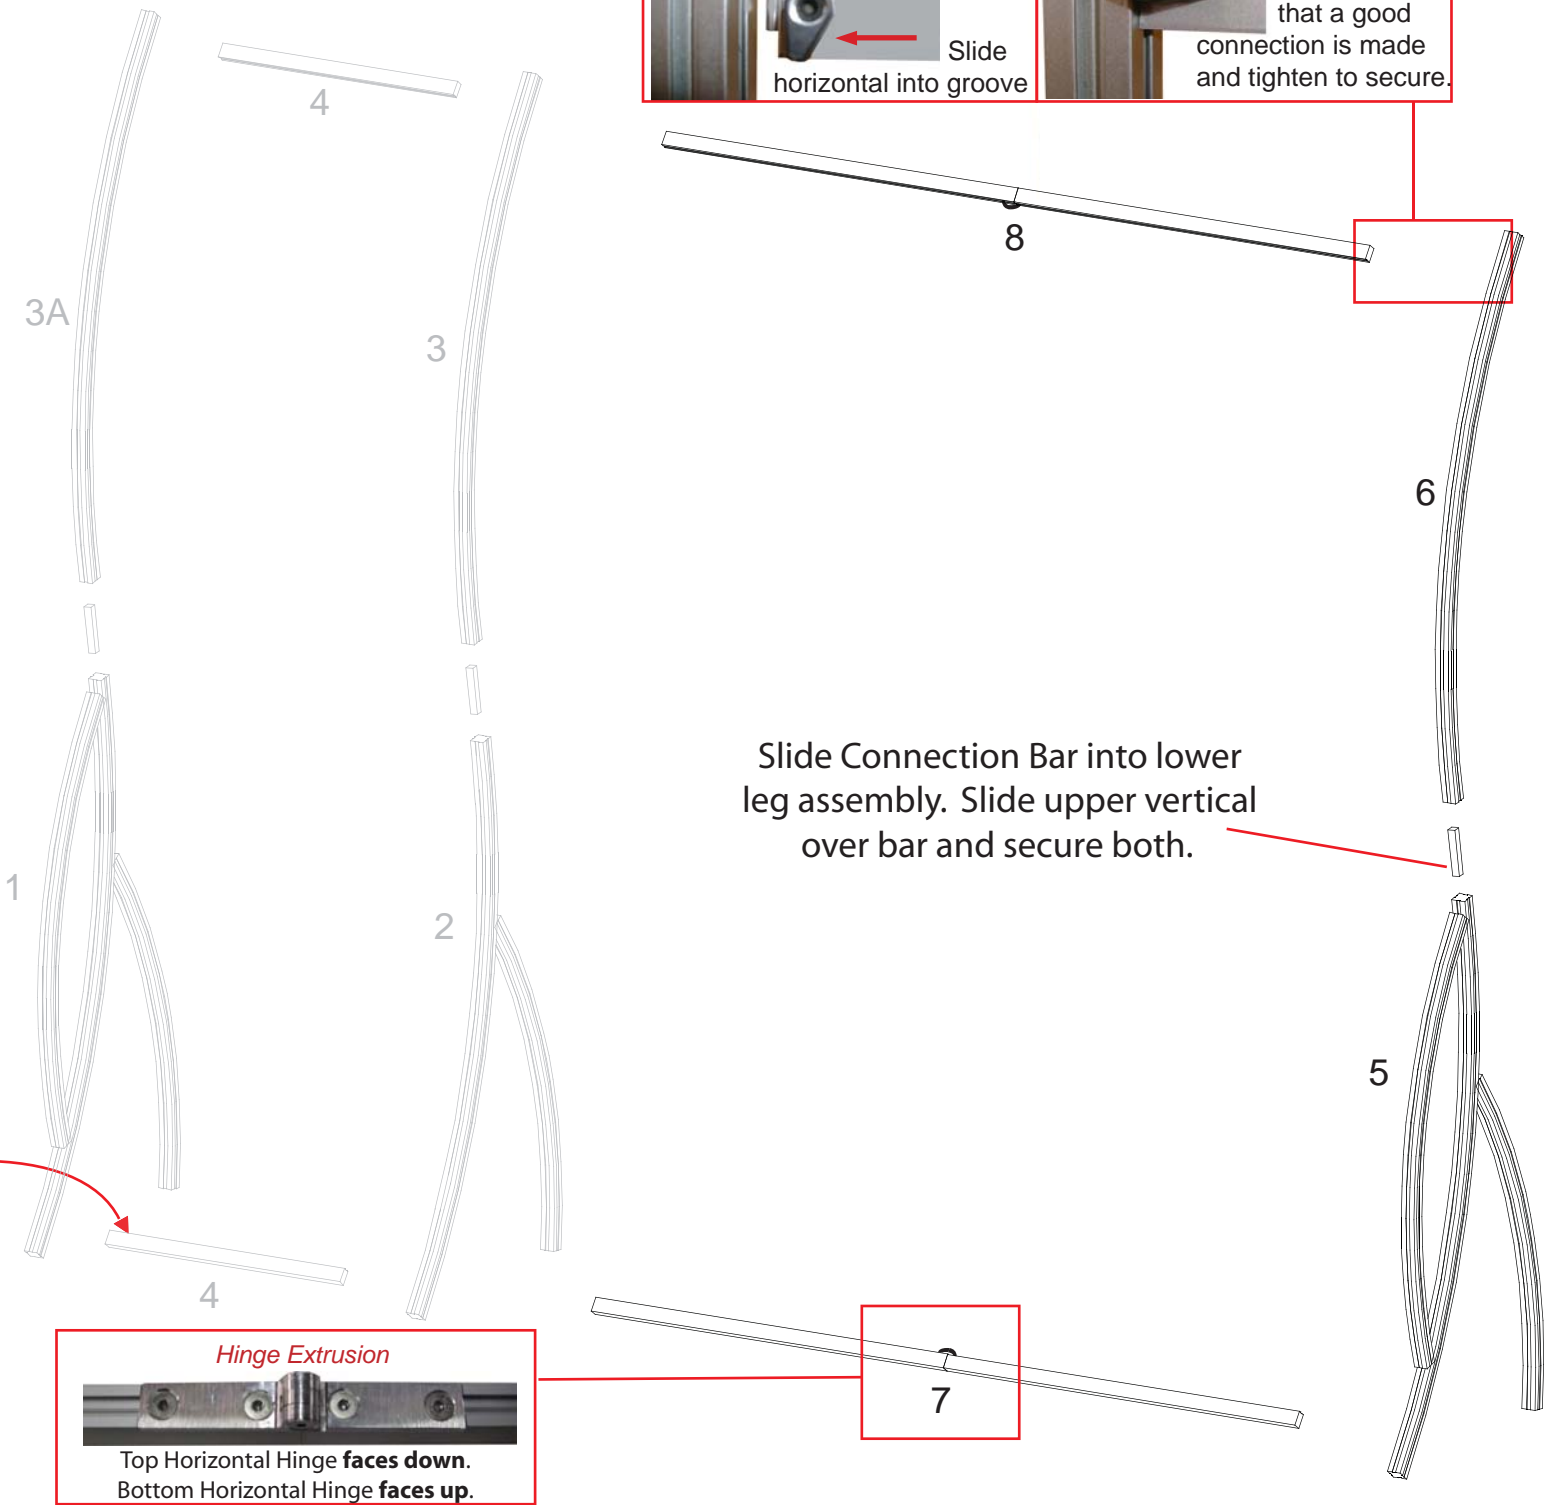 that a good
connection is made
and tighten to secure.
Slide
horizontal into groove
4
8
3A
3
6
Slide Connection Bar into lower
leg assembly. Slide upper vertical
over bar and secure both.
1
2
5
4
7
Hinge Extrusion
Top Horizontal Hinge faces down.
Bottom Horizontal Hinge faces up.